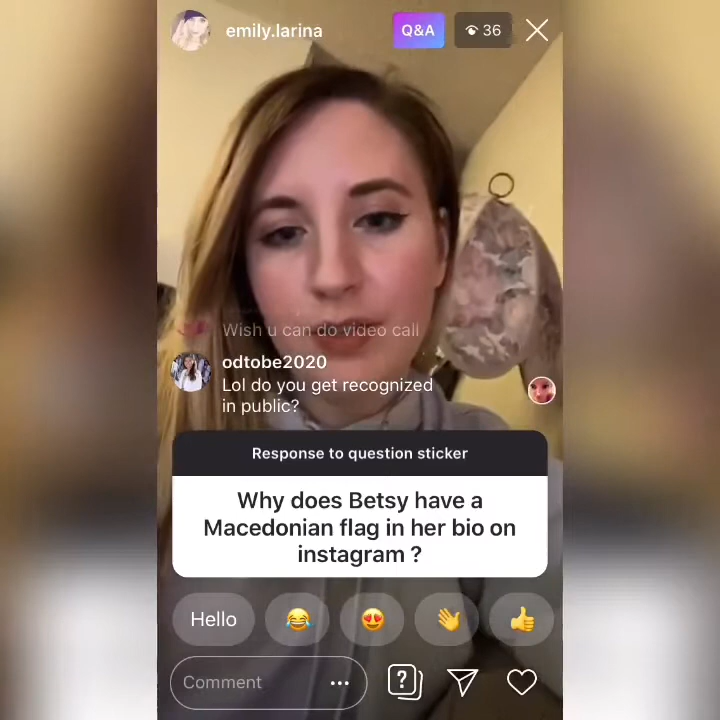 emily.larina
Q&A
36
Wish u can do video call
odtobe2020
Lol do you get recognized
in public?
Response to question sticker
Why does Betsy have a
Macedonian flag in her bio on
instagram ?
Hello
Comment
?